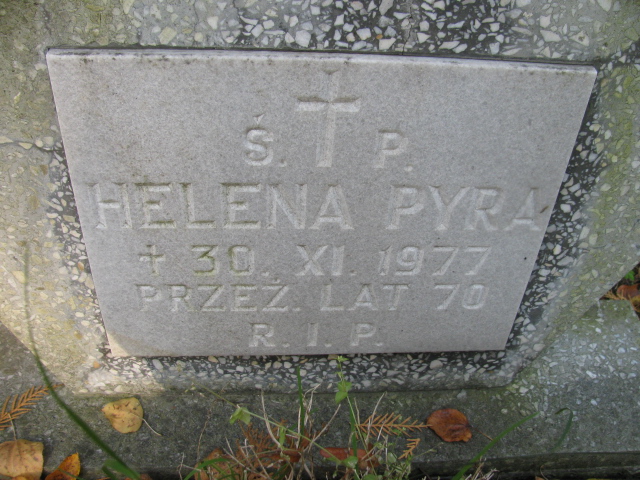 Ś. P.
HELENA PYRA
+ 30. XI. 1977
PRZEŻ. LAT 70
R. I. P.